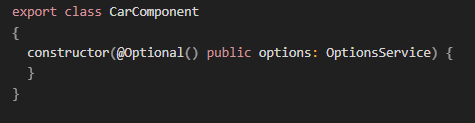 export class CarComponent
{
  constructor(@Optional() public options: OptionsService) {
  }
}